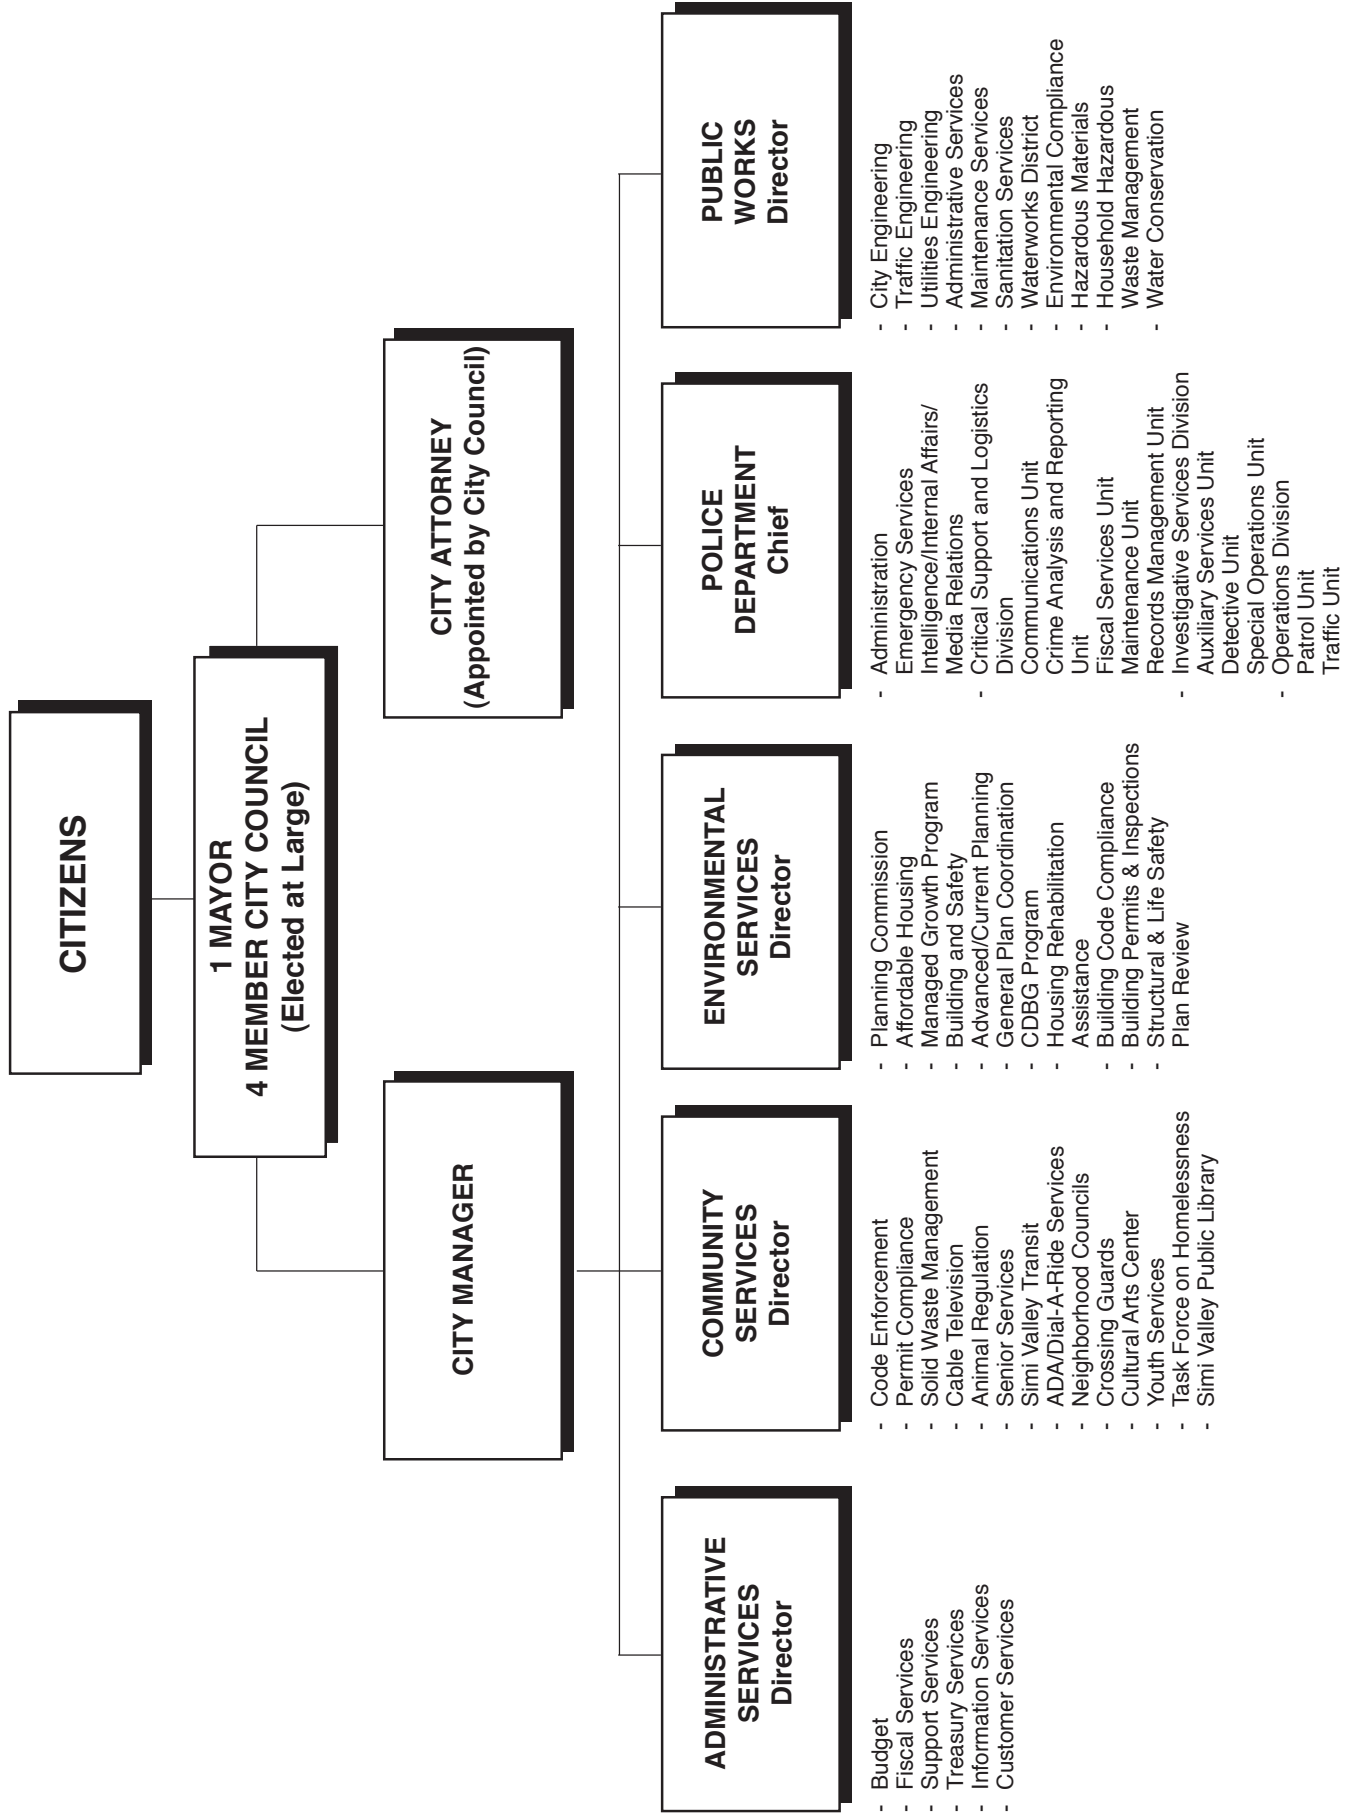 CITIZENS
1 MAYOR
4 MEMBER CITY COUNCIL
(Elected at Large)
CITY MANAGER
CITY ATTORNEY
(Appointed by City Council)
ADMINISTRATIVE
SERVICES
Director
- Budget
- Fiscal Services
- Support Services
- Treasury Services
- Information Services
- Customer Services
COMMUNITY
SERVICES
Director
- Code Enforcement
- Permit Compliance
- Solid Waste Management
- Cable Television
- Animal Regulation
- Senior Services
- Simi Valley Transit
- ADA/Dial-A-Ride Services
- Neighborhood Councils
- Crossing Guards
- Cultural Arts Center
- Youth Services
- Task Force on Homelessness
- Simi Valley Public Library
ENVIRONMENTAL
SERVICES
Director
- Planning Commission
- Affordable Housing
- Managed Growth Program
- Building and Safety
- Advanced/Current Planning
- General Plan Coordination
- CDBG Program
- Housing Rehabilitation
Assistance
- Building Code Compliance
- Building Permits & Inspections
- Structural & Life Safety
Plan Review
POLICE
DEPARTMENT
Chief
- Administration
Emergency Services
Intelligence/Internal Affairs/
Media Relations
- Critical Support and Logistics
Division
Communications Unit
Crime Analysis and Reporting
Unit
Fiscal Services Unit
Maintenance Unit
Records Management Unit
- Investigative Services Division
Auxiliary Services Unit
Detective Unit
Special Operations Unit
- Operations Division
Patrol Unit
Traffic Unit
PUBLIC
WORKS
Director
- City Engineering
- Traffic Engineering
- Utilities Engineering
- Administrative Services
- Maintenance Services
- Sanitation Services
- Waterworks District
- Environmental Compliance
- Hazardous Materials
- Household Hazardous
Waste Management
- Water Conservation